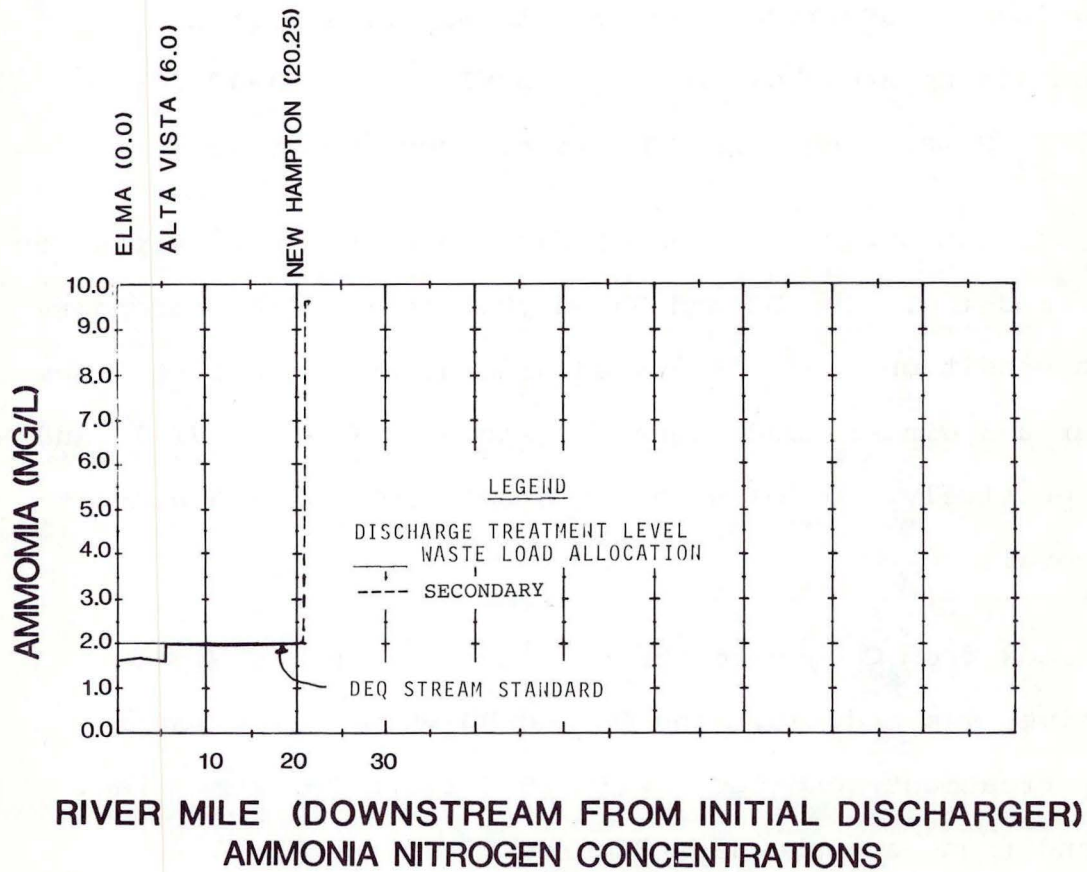 ELMA (0.0)
ALTA VISTA (6.0)
NEW HAMPTON (20.25)
10.0
9.0
8.0
7.0
6.0
5.0
4.0
3.0
2.0
1.0
0.0
AMMOMIA (MG/L)
LEGEND
DISCHARGE TREATMENT LEVEL
WASTE LOAD ALLOCATION
SECONDARY
DEQ STREAM STANDARD
10 20 30
RIVER MILE (DOWNSTREAM FROM INITIAL DISCHARGER)
AMMONIA NITROGEN CONCENTRATIONS